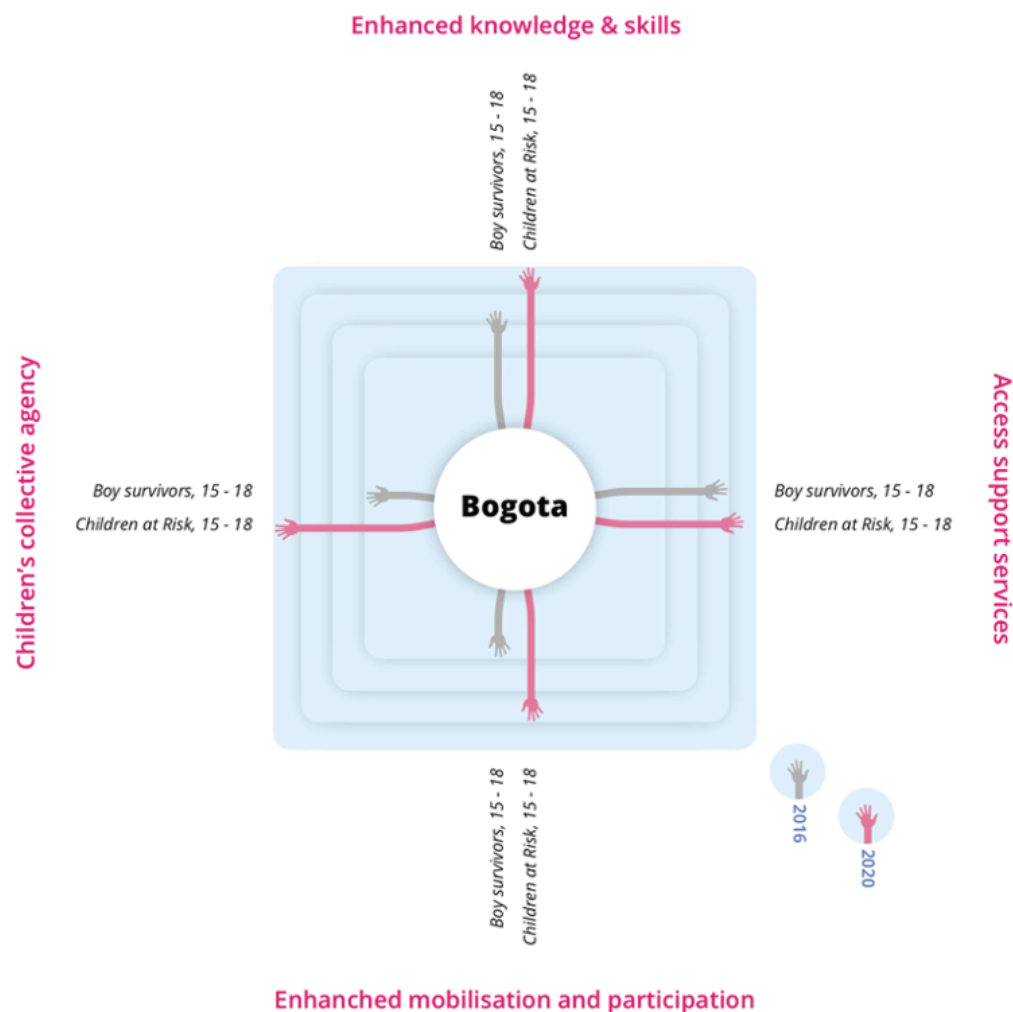 Enhanced knowledge & skills
Boy survivors, 15 - 18
Children at Risk, 15 - 18
Children's collective agency
Boy survivors, 15 - 18
Children at Risk, 15 - 18
Bogota
Boy survivors, 15 - 18
Children at Risk, 15 - 18
Access support services
Boy survivors, 15 - 18
Children at Risk, 15 - 18
2016
2020
Enhanched mobilisation and participation